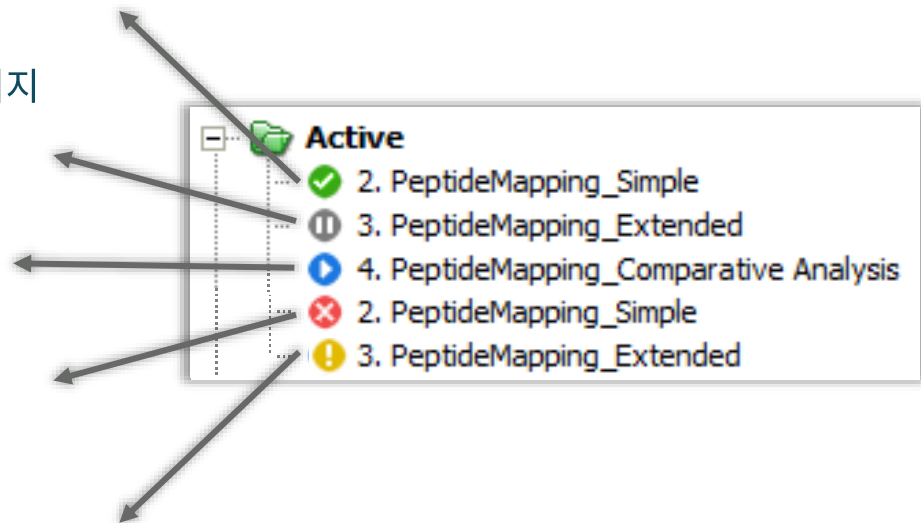 지
Active
2. PeptideMapping_Simple
3. PeptideMapping_Extended
4. PeptideMapping_Comparative Analysis
2. PeptideMapping_Simple
3. PeptideMapping_Extended